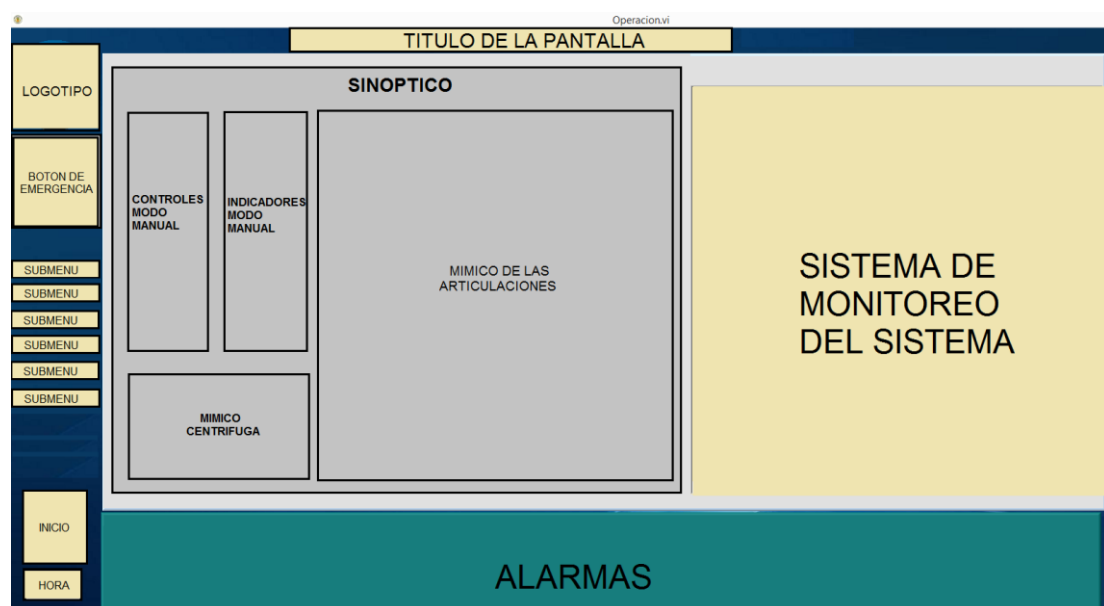 Operacion.vi
TITULO DE LA PANTALLA
LOGOTIPO
BOTON DE
EMERGENCIA
SUBMENU
SUBMENU
SUBMENU
SUBMENU
SUBMENU
SUBMENU
INICIO
HORA
SINOPTICO
CONTROLES
MODO
MANUAL
INDICADORES
MODO
MANUAL
MIMICO DE LAS
ARTICULACIONES
MIMICO
CENTRIFUGA
SISTEMA DE
MONITOREO
DEL SISTEMA
ALARMAS